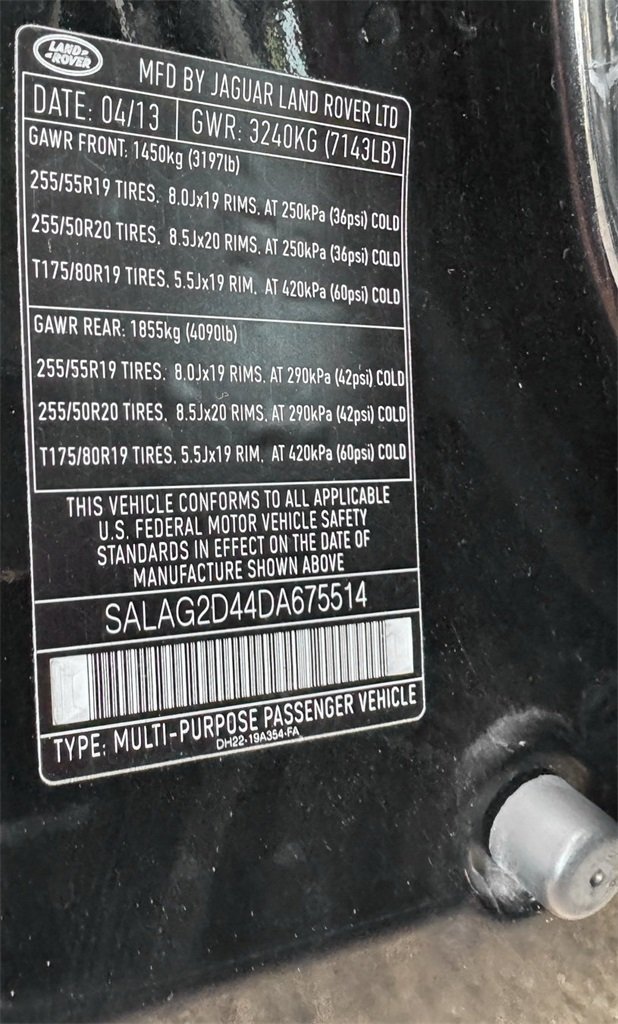 LAND-
-ROVER
MFD BY JAGUAR LAND ROVER LTD
DATE: 04/13 GWR: 3240KG (7143LB)
GAWR FRONT: 1450kg (3197lb)
255/55R19 TIRES. 8.0Jx19 RIMS. AT 250kPa (36psi) COLD
255/50R20 TIRES. 8.5Jx20 RIMS. AT 250kPa (36psi) COLD
T175/80R19 TIRES. 5.5Jx19 RIM. AT 420kPa (60psi) COLD
GAWR REAR: 1855kg (4090lb)
255/55R19 TIRES: 8.0Jx19 RIMS. AT 290kPa (42psi) COLD
255/50R20 TIRES. 8.5Jx20 RIMS. AT 290kPa (42psi) COLD
T175/80R19 TIRES. 5.5Jx19 RIM. AT 420kPa (60psi) COLD
THIS VEHICLE CONFORMS TO ALL APPLICABLE
U.S. FEDERAL MOTOR VEHICLE SAFETY
STANDARDS IN EFFECT ON THE DATE OF
MANUFACTURE SHOWN ABOVE
SALAG2D44DA675514
TYPE: MULTI-PURPOSE PASSENGER VEHICLE
DH22-19A354-FA